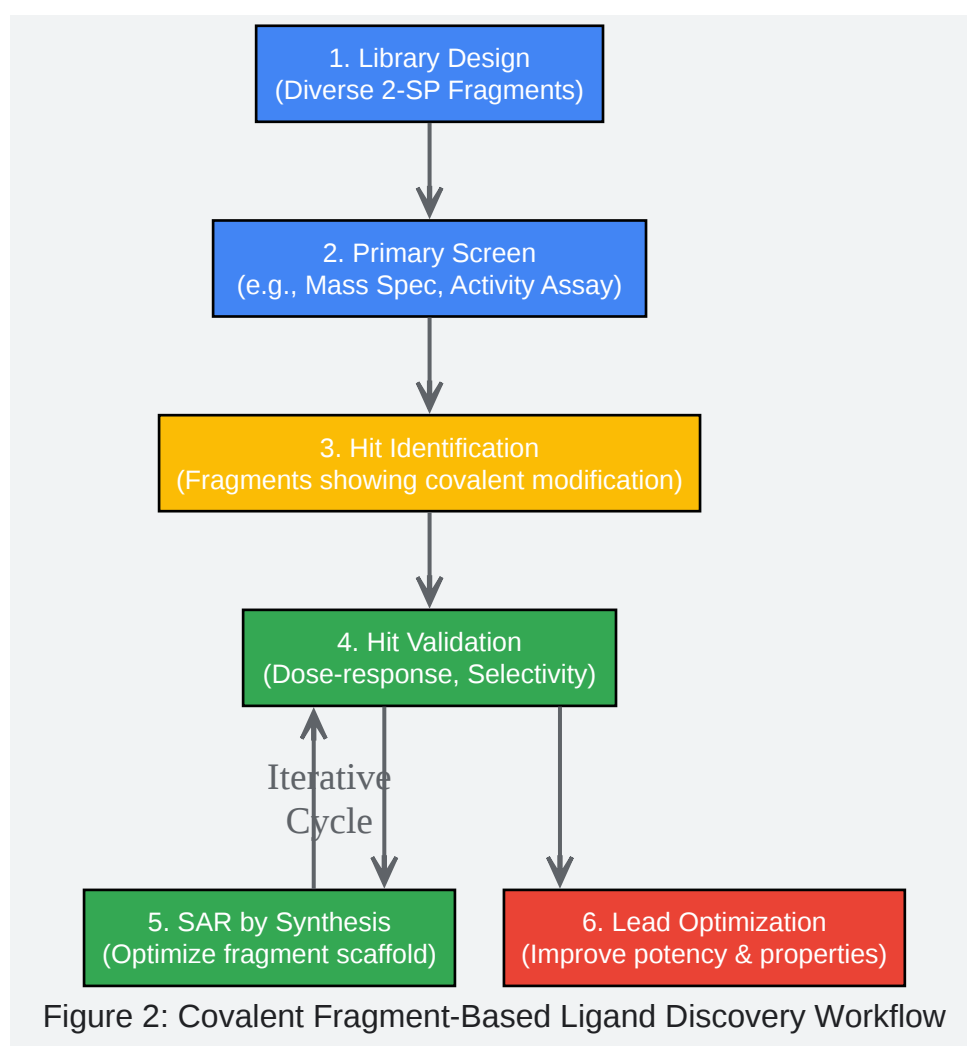 1. Library Design
(Diverse 2-SP Fragments)
2. Primary Screen
(e.g., Mass Spec, Activity Assay)
3. Hit Identification
(Fragments showing covalent modification)
4. Hit Validation
(Dose-response, Selectivity)
Iterative
Cycle
5. SAR by Synthesis
(Optimize fragment scaffold)
6. Lead Optimization
(Improve potency & properties)
Figure 2: Covalent Fragment-Based Ligand Discovery Workflow